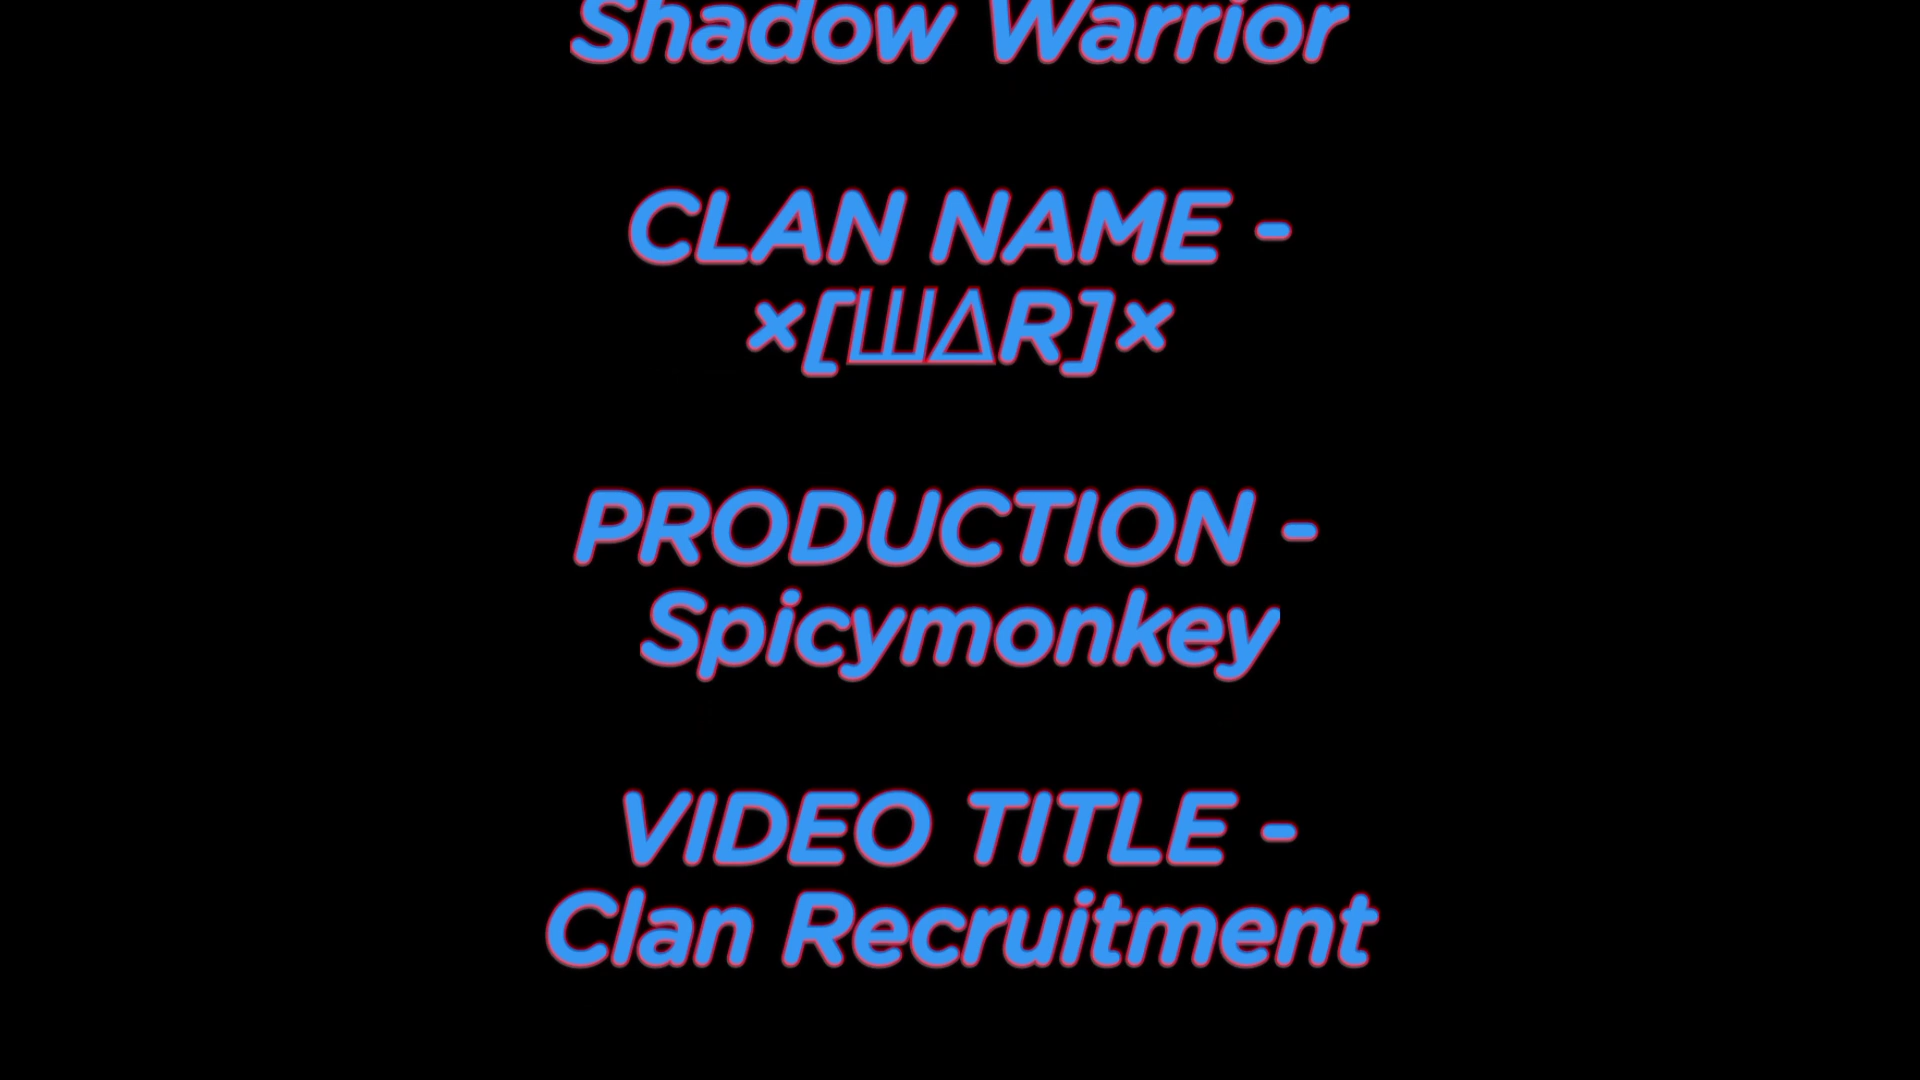 Shadow Warrior
CLAN NAME -
×[ШΔR]×
PRODUCTION -
Spicymonkey
VIDEO TITLE -
Clan Recruitment